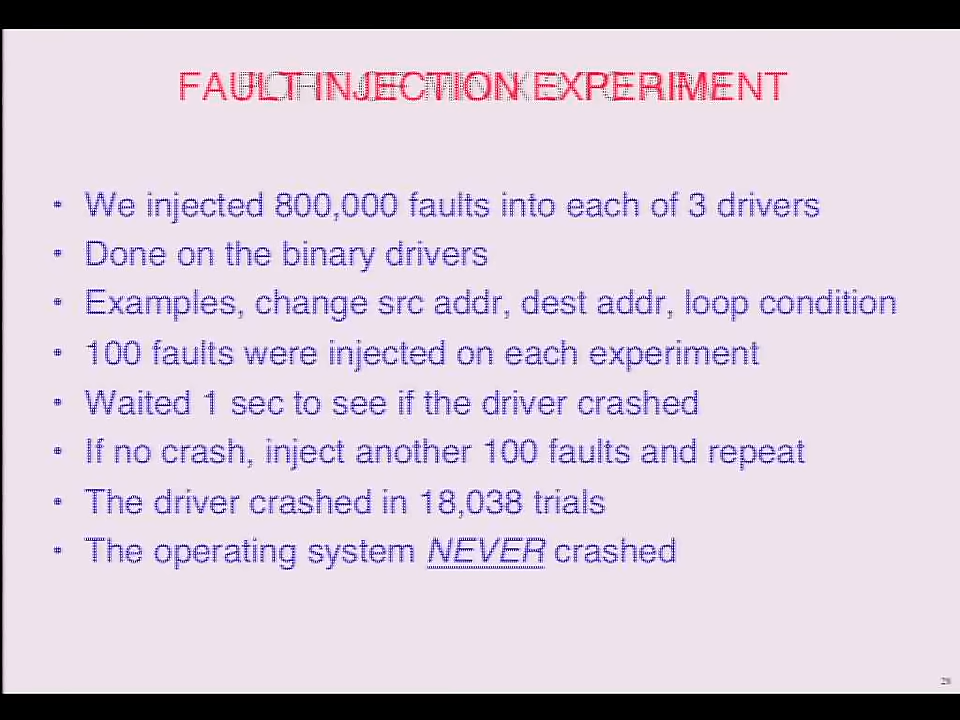 FAULT INJECTION EXPERIMENT
• We injected 800,000 faults into each of 3 drivers
• Done on the binary drivers
• Examples, change src addr, dest addr, loop condition
• 100 faults were injected on each experiment
• Waited 1 sec to see if the driver crashed
• If no crash, inject another 100 faults and repeat
• The driver crashed in 18,038 trials
• The operating system NEVER crashed